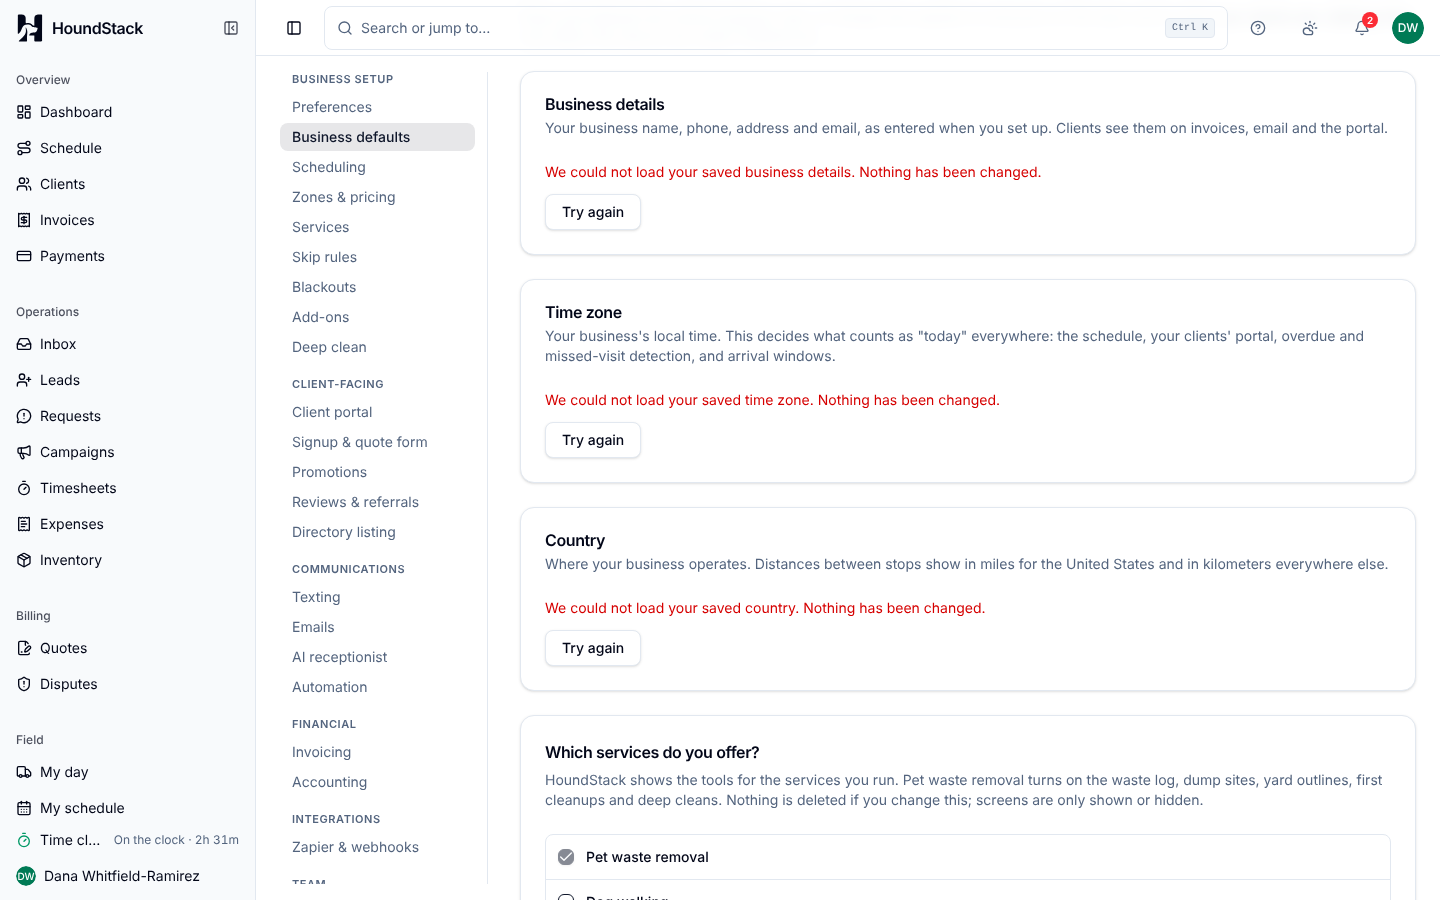 HoundStack
Search or jump to...
Ctrl K
2
DW
Overview
Dashboard
Schedule
Clients
Invoices
Payments
Operations
Inbox
Leads
Requests
Campaigns
Timesheets
Expenses
Inventory
Billing
Quotes
Disputes
Field
My day
My schedule
Time cl... On the clock · 2h 31m
DW Dana Whitfield-Ramirez
BUSINESS SETUP
Preferences
Business defaults
Scheduling
Zones & pricing
Services
Skip rules
Blackouts
Add-ons
Deep clean
CLIENT-FACING
Client portal
Signup & quote form
Promotions
Reviews & referrals
Directory listing
COMMUNICATIONS
Texting
Emails
AI receptionist
Automation
FINANCIAL
Invoicing
Accounting
INTEGRATIONS
Zapier & webhooks
TEAM
Business details
Your business name, phone, address and email, as entered when you set up. Clients see them on invoices, email and the portal.
We could not load your saved business details. Nothing has been changed.
Try again
Time zone
Your business's local time. This decides what counts as "today" everywhere: the schedule, your clients' portal, overdue and
missed-visit detection, and arrival windows.
We could not load your saved time zone. Nothing has been changed.
Try again
Country
Where your business operates. Distances between stops show in miles for the United States and in kilometers everywhere else.
We could not load your saved country. Nothing has been changed.
Try again
Which services do you offer?
HoundStack shows the tools for the services you run. Pet waste removal turns on the waste log, dump sites, yard outlines, first
cleanups and deep cleans. Nothing is deleted if you change this; screens are only shown or hidden.
Pet waste removal
Dog walking